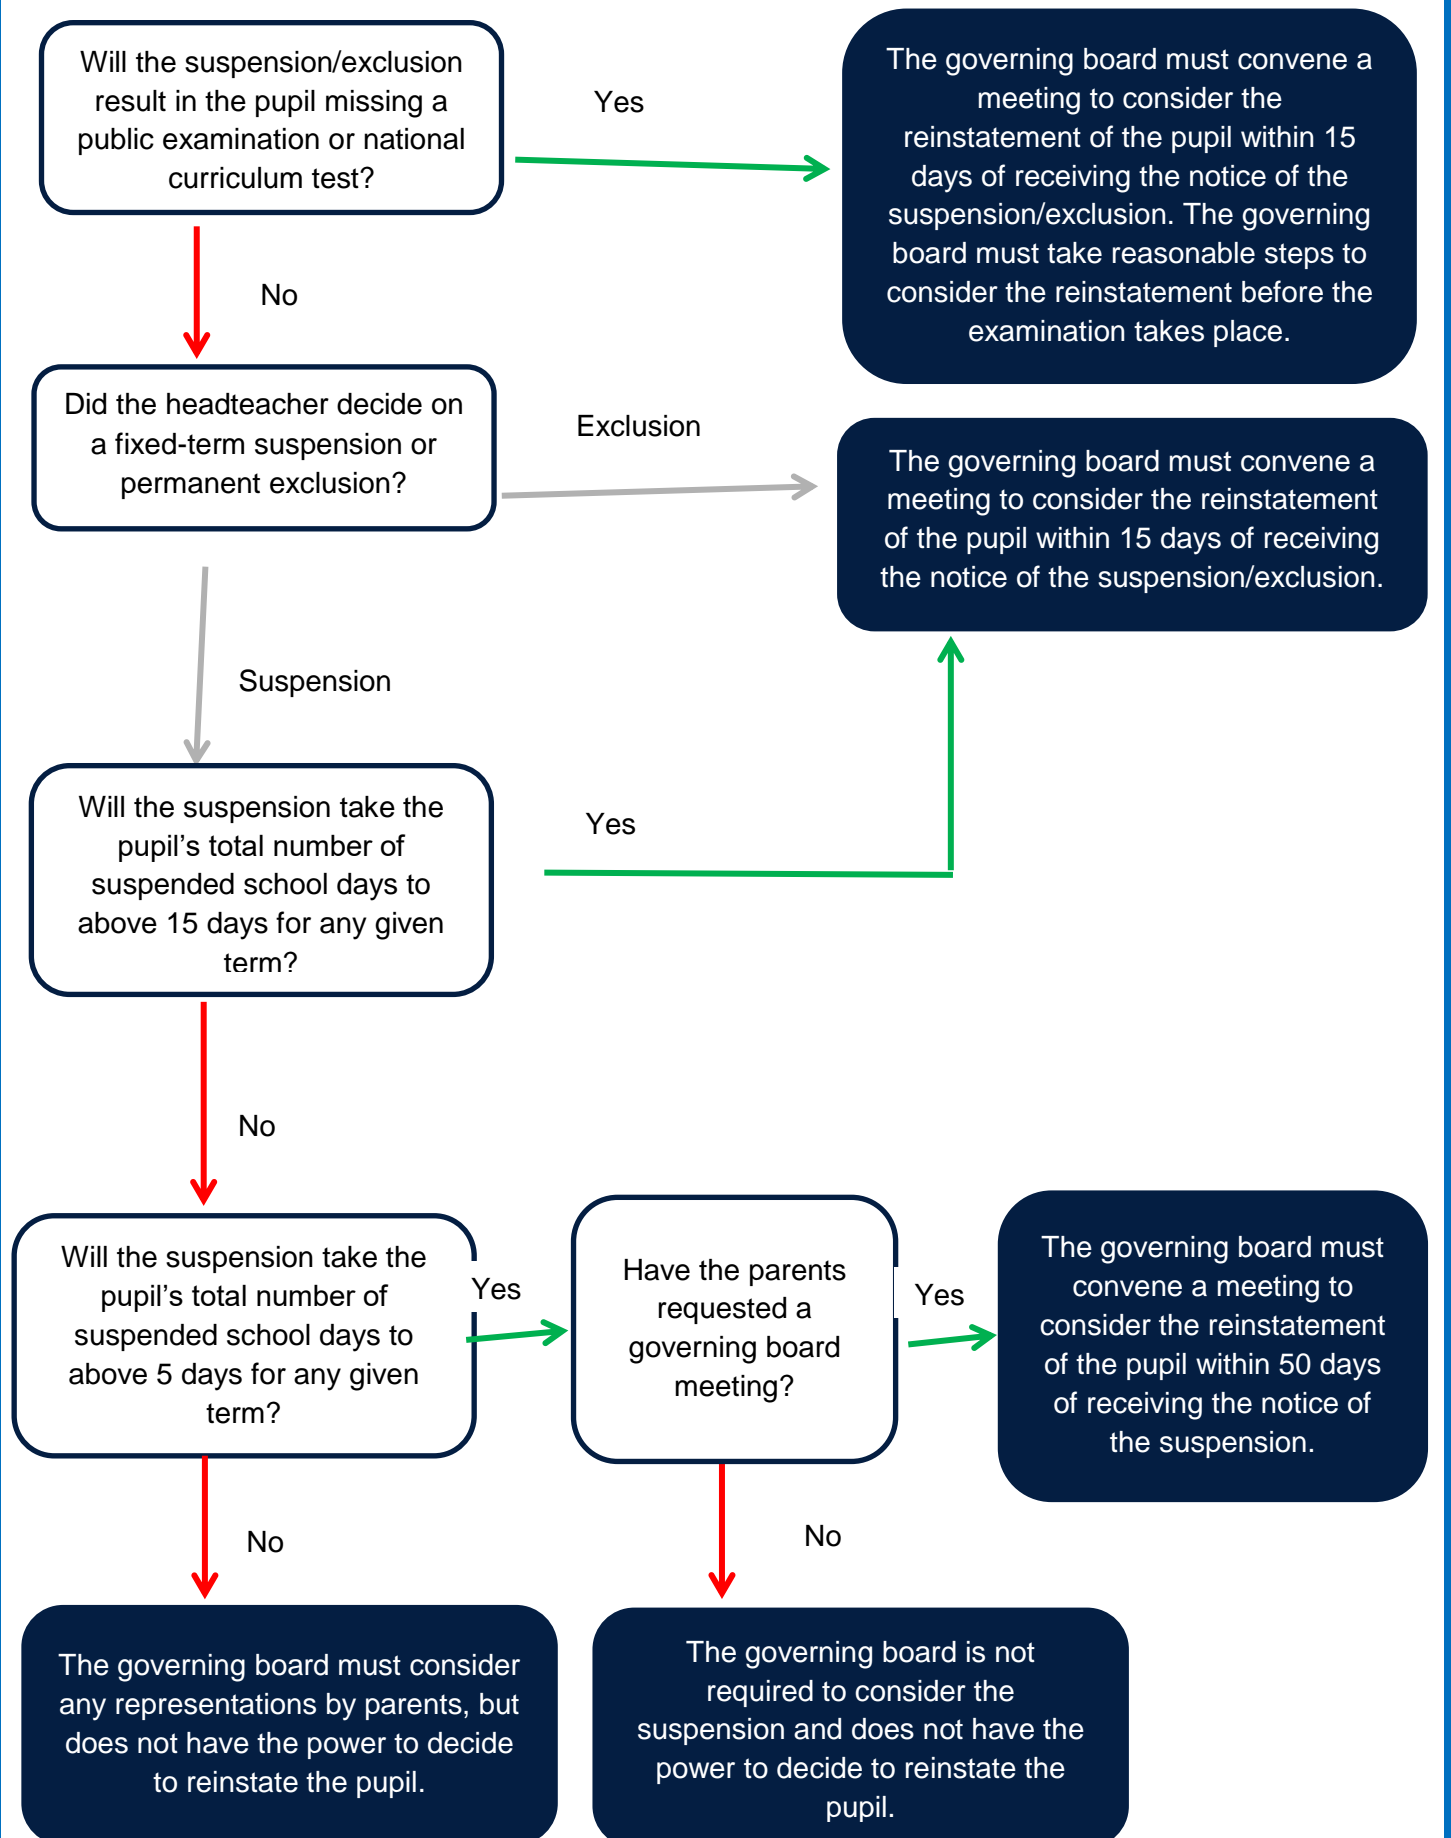 Will the suspension/exclusion
result in the pupil missing a
public examination or national
curriculum test?
Yes
The governing board must convene a
meeting to consider the
reinstatement of the pupil within 15
days of receiving the notice of the
suspension/exclusion. The governing
board must take reasonable steps to
consider the reinstatement before the
examination takes place.
No
Did the headteacher decide on
a fixed-term suspension or
permanent exclusion?
Exclusion
The governing board must convene a
meeting to consider the reinstatement
of the pupil within 15 days of receiving
the notice of the suspension/exclusion.
Suspension
Will the suspension take the
pupil’s total number of
suspended school days to
above 15 days for any given
term?
Yes
No
Will the suspension take the
pupil’s total number of
suspended school days to
above 5 days for any given
term?
Yes
Have the parents
requested a
governing board
meeting?
Yes
The governing board must
convene a meeting to
consider the reinstatement
of the pupil within 50 days
of receiving the notice of
the suspension.
No
No
The governing board must consider
any representations by parents, but
does not have the power to decide
to reinstate the pupil.
The governing board is not
required to consider the
suspension and does not have the
power to decide to reinstate the
pupil.